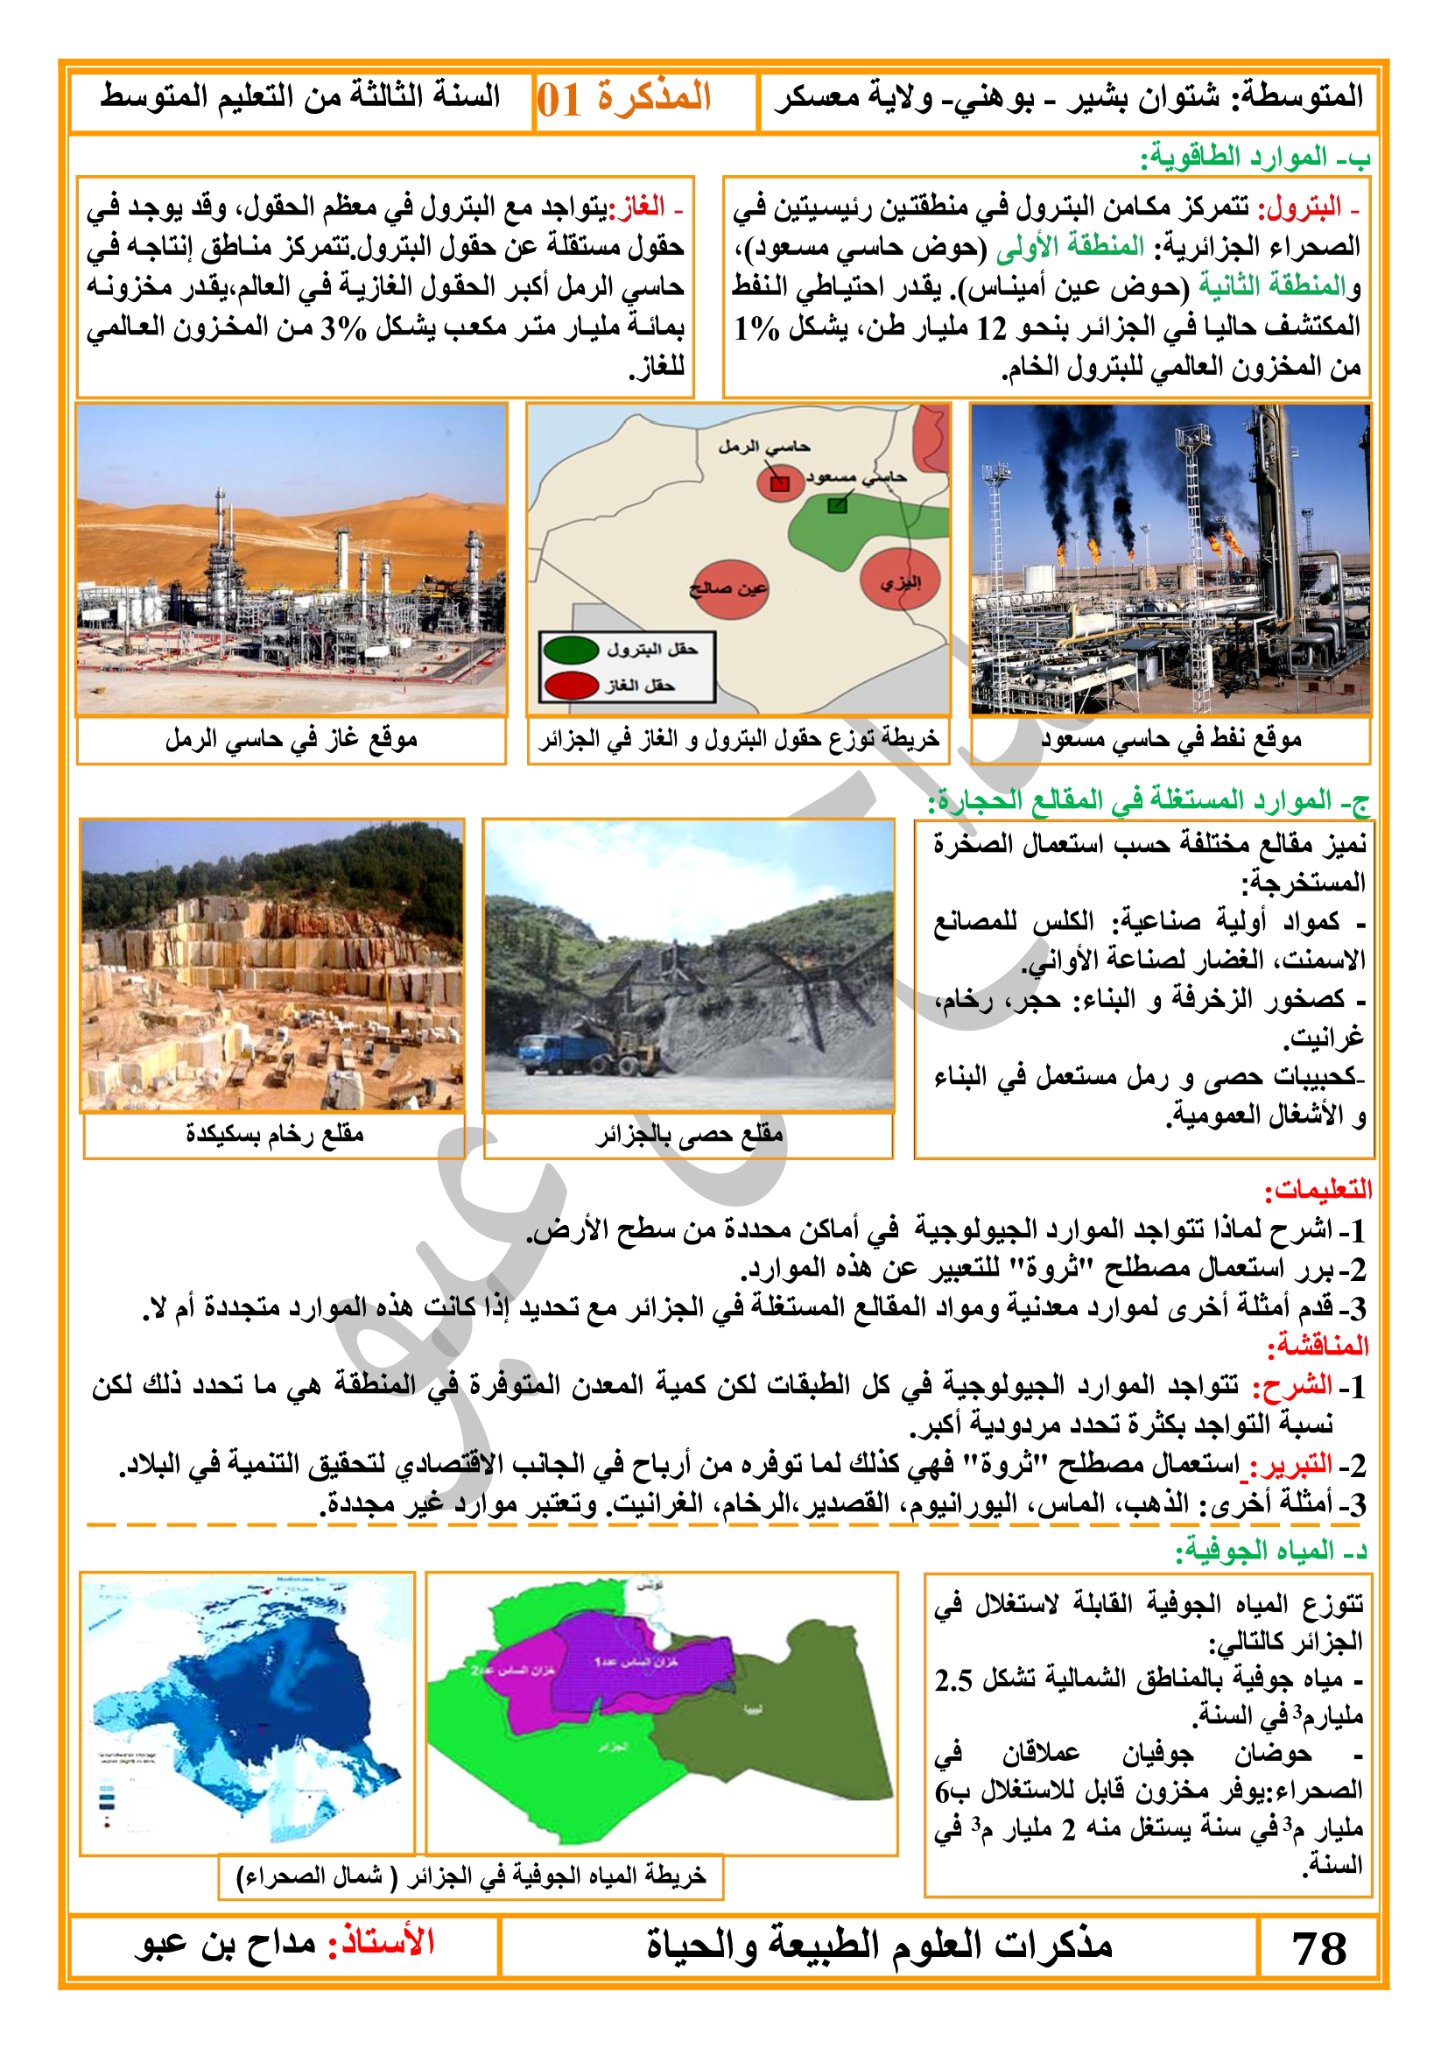 المتوسطة: شتوان بشير - بوهني- ولاية معسكر
المذكرة 01
السنة الثالثة من التعليم المتوسط
ب- الموارد الطاقوية:
- البترول: تتمركز مكامن البترول في منطقتين رئيسيتين في
الصحراء الجزائرية: المنطقة الأولى (حوض حاسي مسعود)،
والمنطقة الثانية (حوض عين أميناس). يقدر احتياطي النفط
المكتشف حاليا في الجزائر بنحو 12 مليار طن، يشكل 1%
من المخزون العالمي للبترول الخام.
- الغاز:يتواجد مع البترول في معظم الحقول، وقد يوجد في
حقول مستقلة عن حقول البترول.تتمركز مناطق إنتاجه في
حاسي الرمل أكبر الحقول الغازية في العالم،يقدر مخزونه
بمائة مليار متر مكعب يشكل 3% من المخزون العالمي
للغاز.
حاسي الرمل
حاسي مسعود
إليزي
عين صالح
حقل البترول
حقل الغاز
موقع نفط في حاسي مسعود
خريطة توزع حقول البترول و الغاز في الجزائر
موقع غاز في حاسي الرمل
ج- الموارد المستغلة في المقالع الحجارة:
نميز مقالع مختلفة حسب استعمال الصخرة
المستخرجة:
- كمواد أولية صناعية: الكلس للمصانع
الاسمنت، الغضار لصناعة الأواني.
- كصخور الزخرفة و البناء: حجر، رخام،
غرانيت.
-كحبيبات حصى و رمل مستعمل في البناء
و الأشغال العمومية.
مقلع حصى بالجزائر
مقلع رخام بسكيكدة
التعليمات:
1- اشرح لماذا تتواجد الموارد الجيولوجية في أماكن محددة من سطح الأرض.
2- برر استعمال مصطلح "ثروة" للتعبير عن هذه الموارد.
3- قدم أمثلة أخرى لموارد معدنية ومواد المقالع المستغلة في الجزائر مع تحديد إذا كانت هذه الموارد متجددة أم لا.
المناقشة:
1- الشرح: تتواجد الموارد الجيولوجية في كل الطبقات لكن كمية المعدن المتوفرة في المنطقة هي ما تحدد ذلك لكن
نسبة التواجد بكثرة تحدد مردودية أكبر.
2- التبرير: استعمال مصطلح "ثروة" فهي كذلك لما توفره من أرباح في الجانب الاقتصادي لتحقيق التنمية في البلاد.
3- أمثلة أخرى: الذهب، الماس، اليورانيوم، القصدير،الرخام، الغرانيت. وتعتبر موارد غير مجددة.
د- المياه الجوفية:
تتوزع المياه الجوفية القابلة لاستغلال في
الجزائر كالتالي:
- مياه جوفية بالمناطق الشمالية تشكل 2.5
مليارم3 في السنة.
- حوضان جوفيان عملاقان في
الصحراء:يوفر مخزون قابل للاستغلال ب6
مليار م3 في سنة يستغل منه 2 مليار م3 في
السنة.
تونس
خزان الساس عدد1
خزان الساس عدد2
ليبيا
الجزائر
خريطة المياه الجوفية في الجزائر ( شمال الصحراء)
78
مذكرات العلوم الطبيعة والحياة
الأستاذ: مداح بن عبو